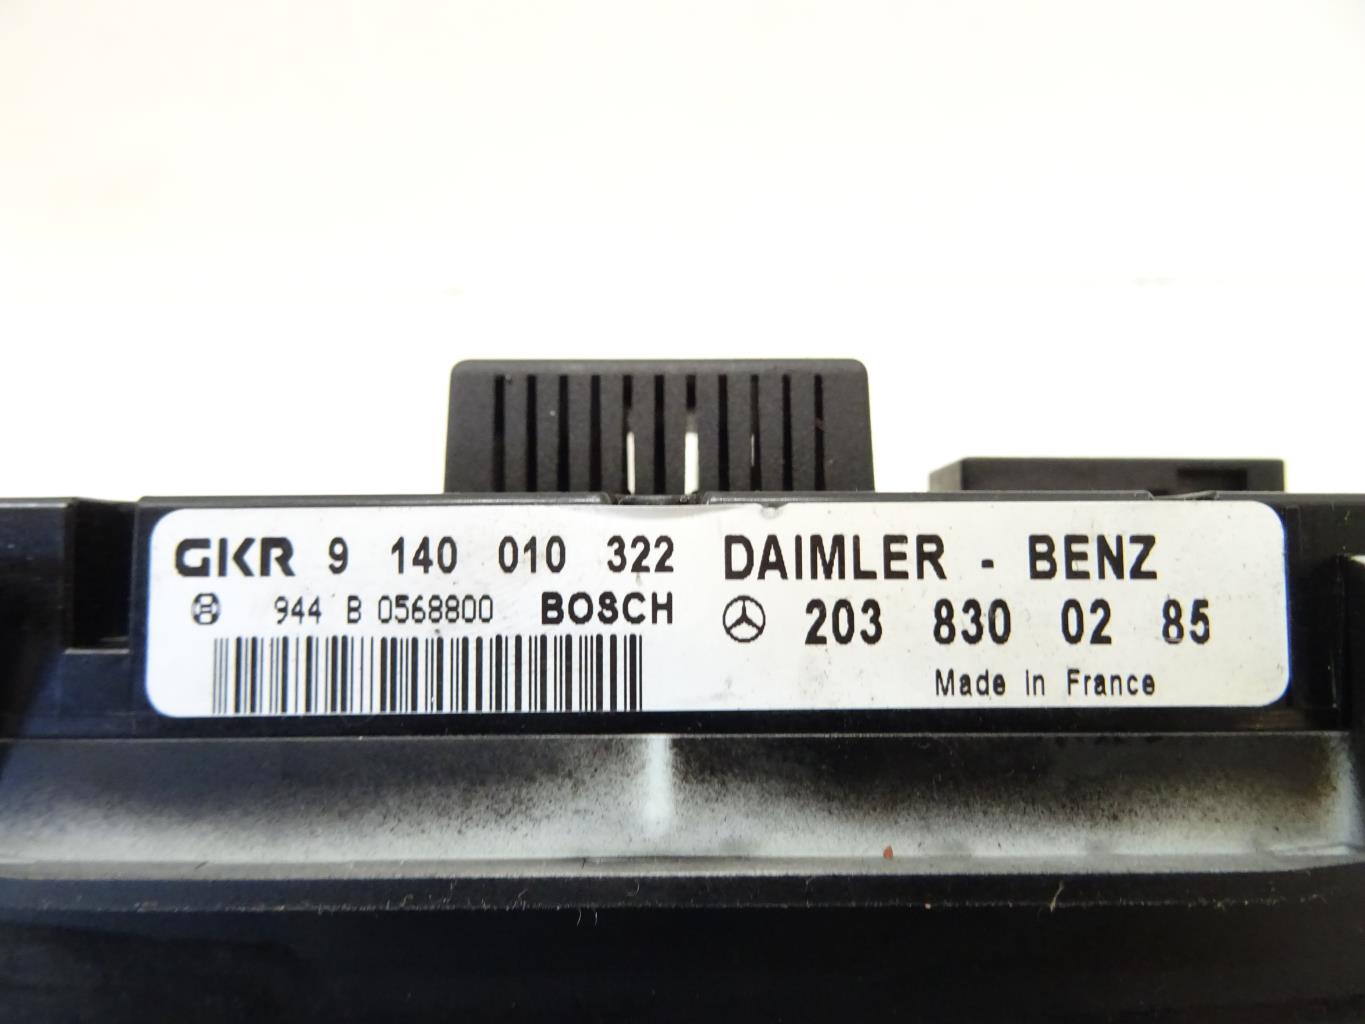 GKR 9 140 010 322 DAIMLER - BENZ
944 B 0568800 BOSCH 203 830 02 85
Made in France